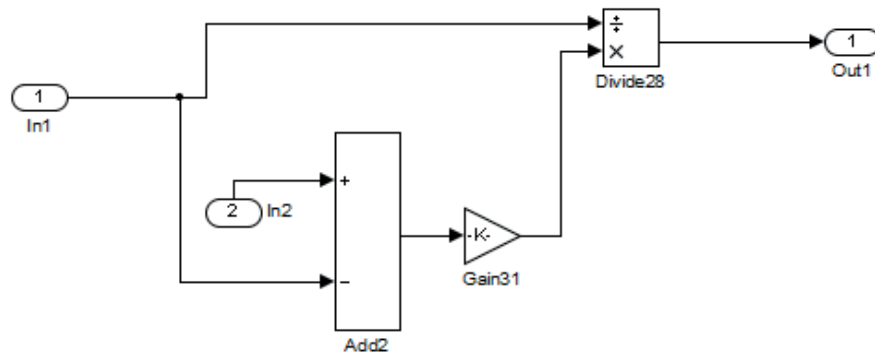 ÷
×
Divide28
1
Out1
1
In1
+
2
In2
-K-
−
Gain31
Add2